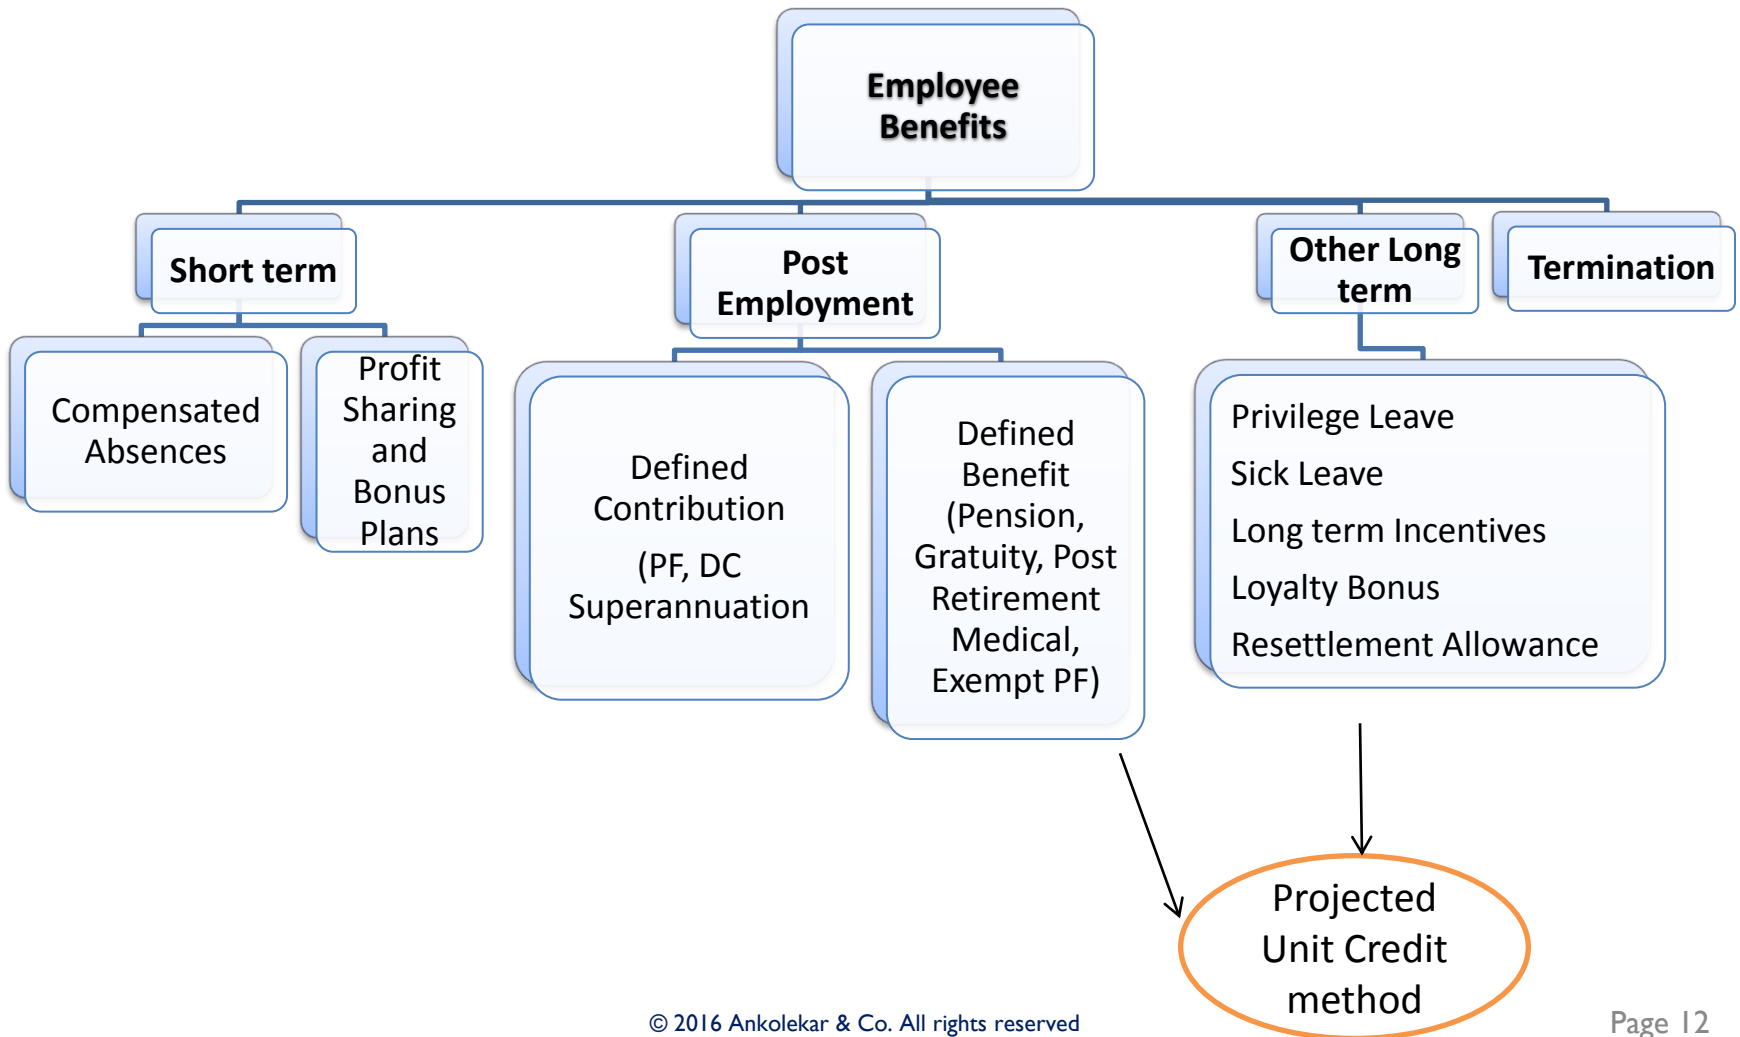 Employee
Benefits
Short term
Post
Employment
Other Long
term
Termination
Compensated
Absences
Profit
Sharing
and
Bonus
Plans
Defined
Contribution
(PF, DC
Superannuation
Defined
Benefit
(Pension,
Gratuity, Post
Retirement
Medical,
Exempt PF)
Privilege Leave
Sick Leave
Long term Incentives
Loyalty Bonus
Resettlement Allowance
Projected
Unit Credit
method
© 2016 Ankolekar & Co. All rights reserved
Page 12